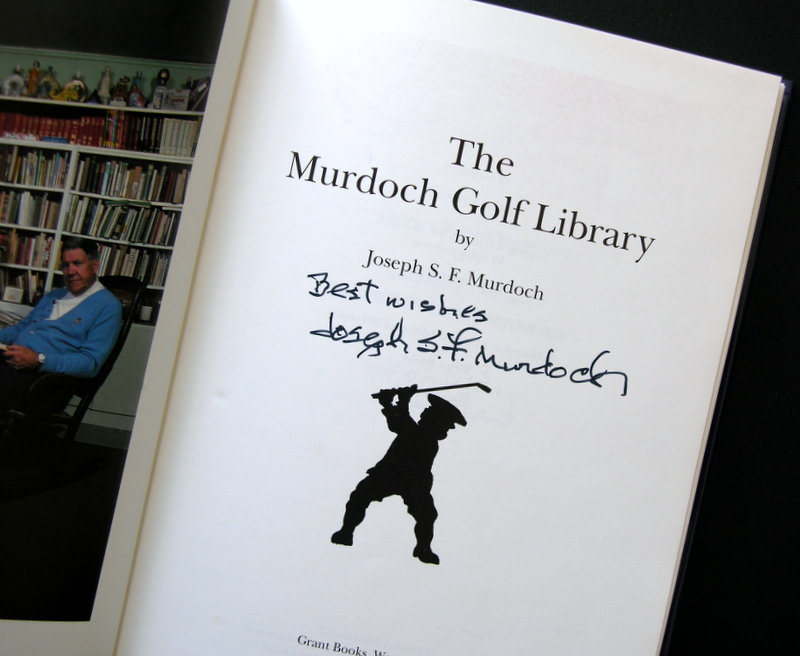 The
Murdoch Golf Library
by
Joseph S. F. Murdoch
Best wishes
Joseph S.F. Murdoch
Grant Books,